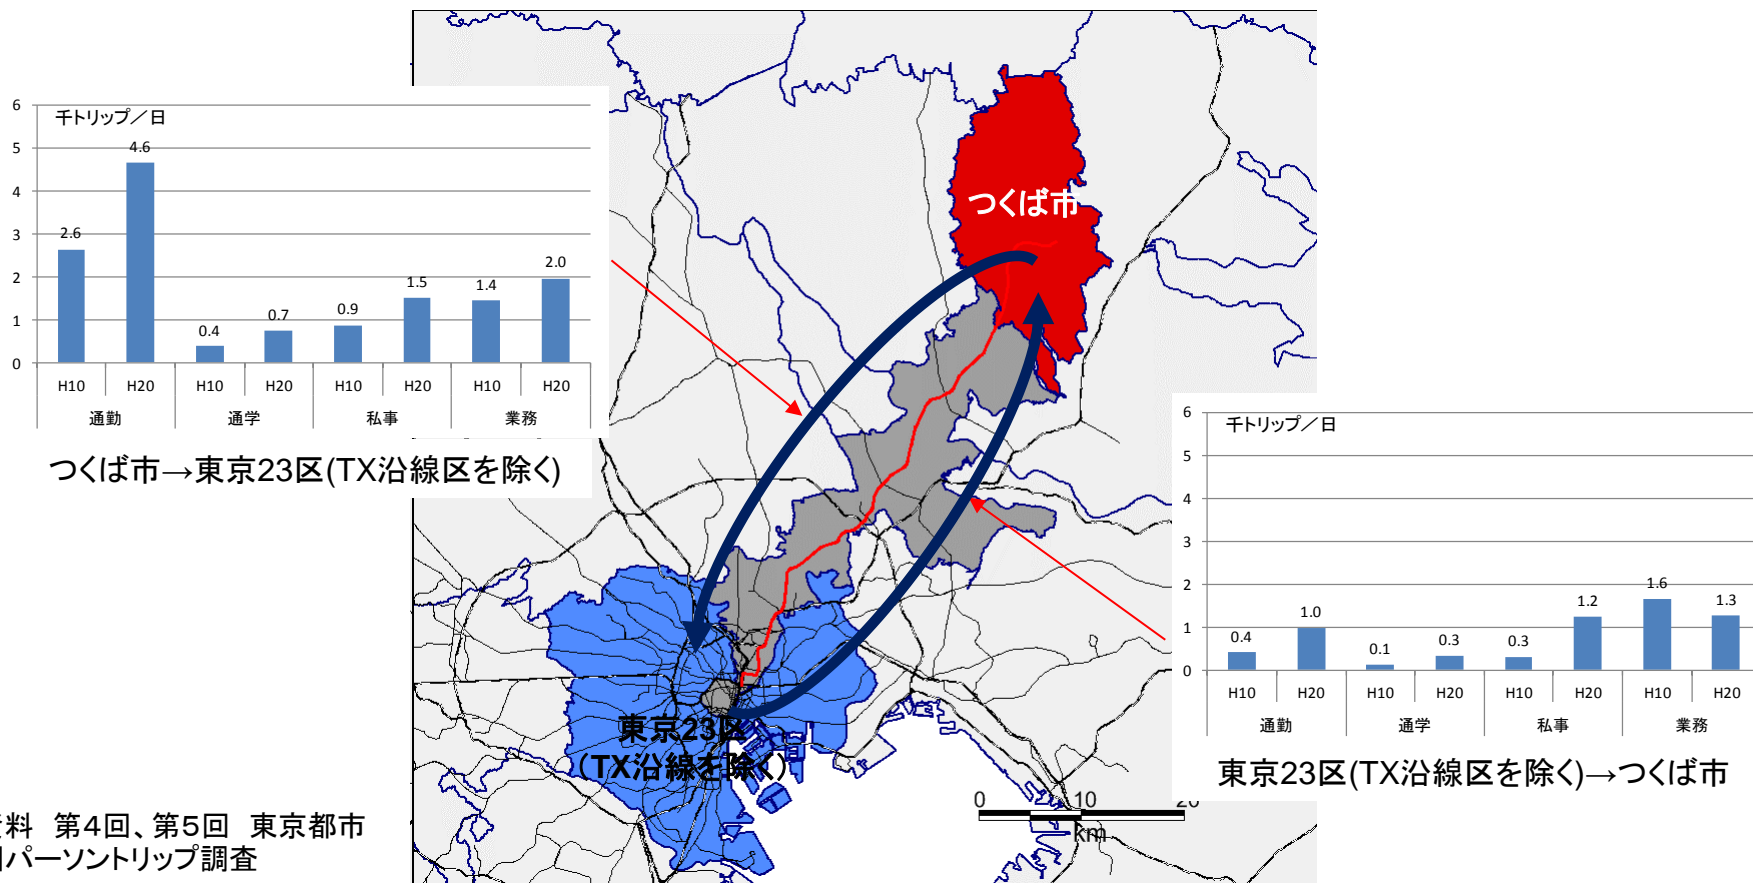 6
千トリップ/日
5
4.6
4
3
2.6
2
2.0
1.5
1.4
1
0.9
0.7
0.4
0
H10 H20 H10 H20 H10 H20 H10 H20
通勤 通学 私事 業務
つくば市→東京23区(TX沿線区を除く)
つくば市
6
千トリップ/日
5
4
3
2
1.6
1.3
1.2
1.0
1
0.4
0.3
0.3
0.1
0
H10 H20 H10 H20 H10 H20 H10 H20
通勤 通学 私事 業務
東京23区(TX沿線区を除く)→つくば市
東京23区
(TX沿線を除く)
0 10 20
km
料 第4回、第5回 東京都市
パーソントリップ調査